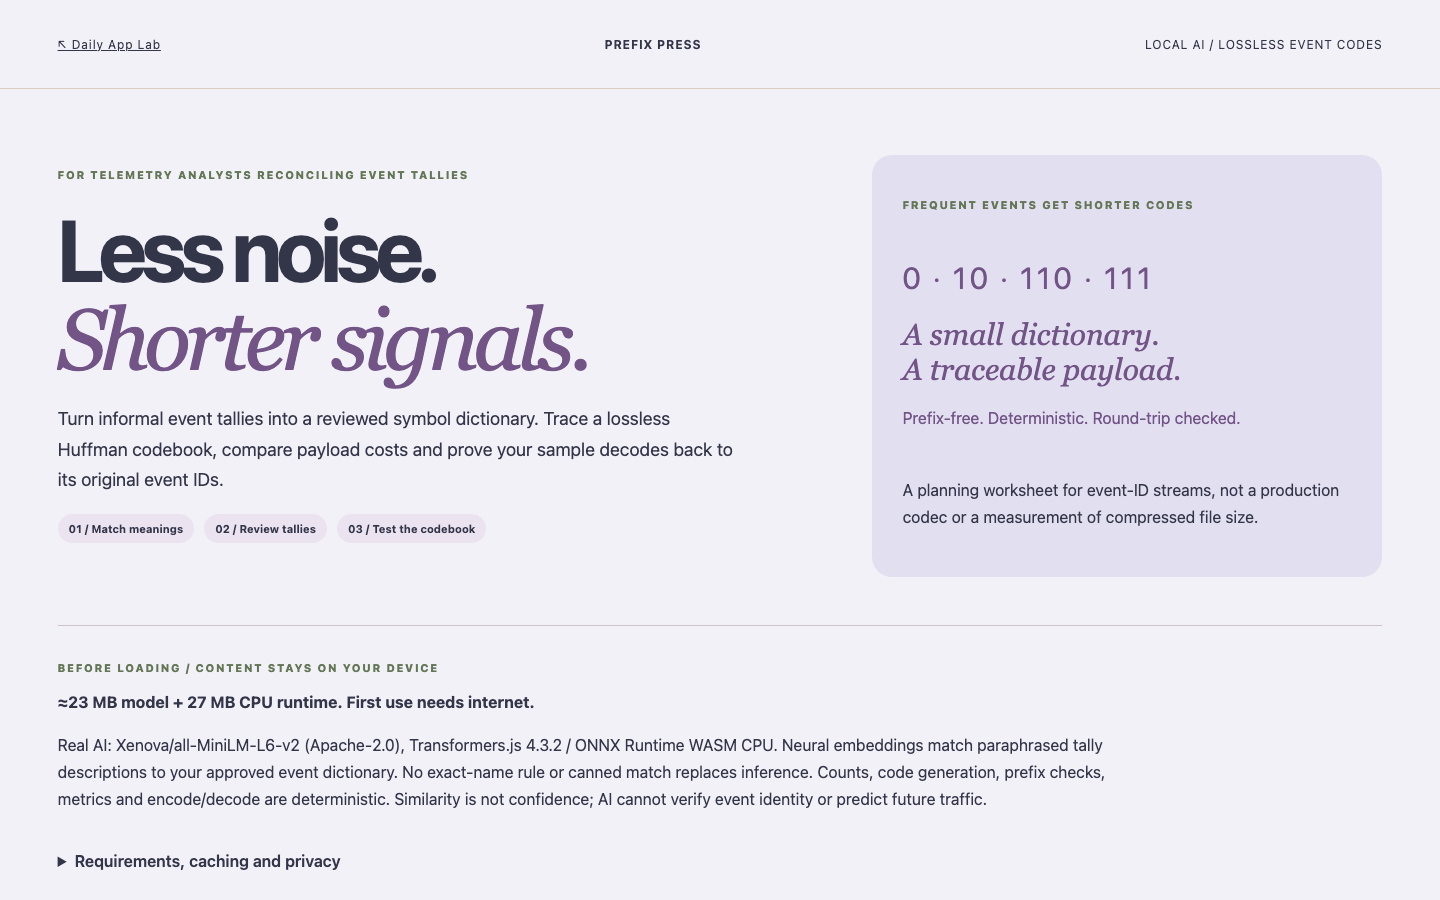 ↖ Daily App Lab
PREFIX PRESS
LOCAL AI / LOSSLESS EVENT CODES
FOR TELEMETRY ANALYSTS RECONCILING EVENT TALLIES
Less noise.
Shorter signals.
Turn informal event tallies into a reviewed symbol dictionary. Trace a lossless
Huffman codebook, compare payload costs and prove your sample decodes back to
its original event IDs.
01 / Match meanings
02 / Review tallies
03 / Test the codebook
FREQUENT EVENTS GET SHORTER CODES
0 · 10 · 110 · 111
A small dictionary.
A traceable payload.
Prefix-free. Deterministic. Round-trip checked.
A planning worksheet for event-ID streams, not a production
codec or a measurement of compressed file size.
BEFORE LOADING / CONTENT STAYS ON YOUR DEVICE
≈23 MB model + 27 MB CPU runtime. First use needs internet.
Real AI: Xenova/all-MiniLM-L6-v2 (Apache-2.0), Transformers.js 4.3.2 / ONNX Runtime WASM CPU. Neural embeddings match paraphrased tally
descriptions to your approved event dictionary. No exact-name rule or canned match replaces inference. Counts, code generation, prefix checks,
metrics and encode/decode are deterministic. Similarity is not confidence; AI cannot verify event identity or predict future traffic.
▶ Requirements, caching and privacy